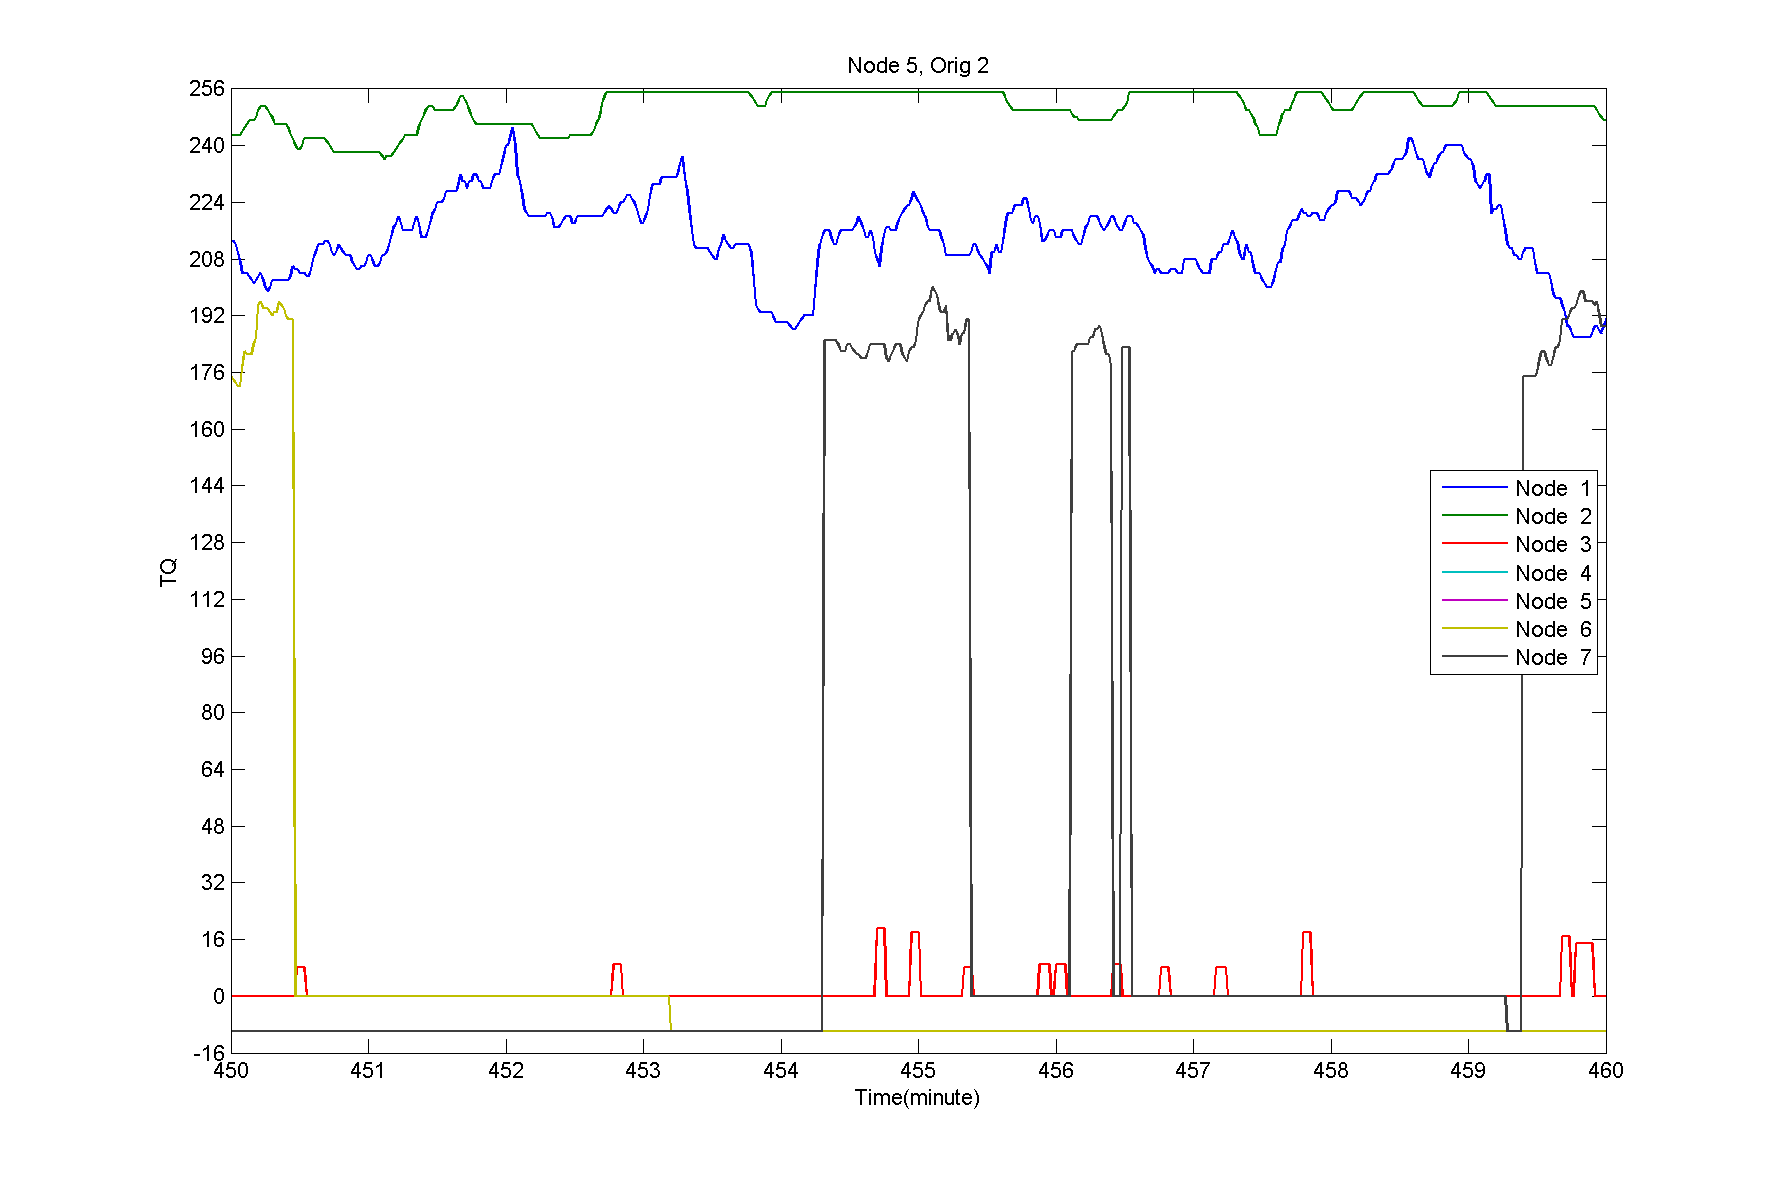 Node 5, Orig 2
256
240
224
208
192
176
160
144
128
112
96
80
64
48
32
16
0
-16
TQ
Node 1
Node 2
Node 3
Node 4
Node 5
Node 6
Node 7
450 451 452 453 454 455 456 457 458 459 460
Time(minute)